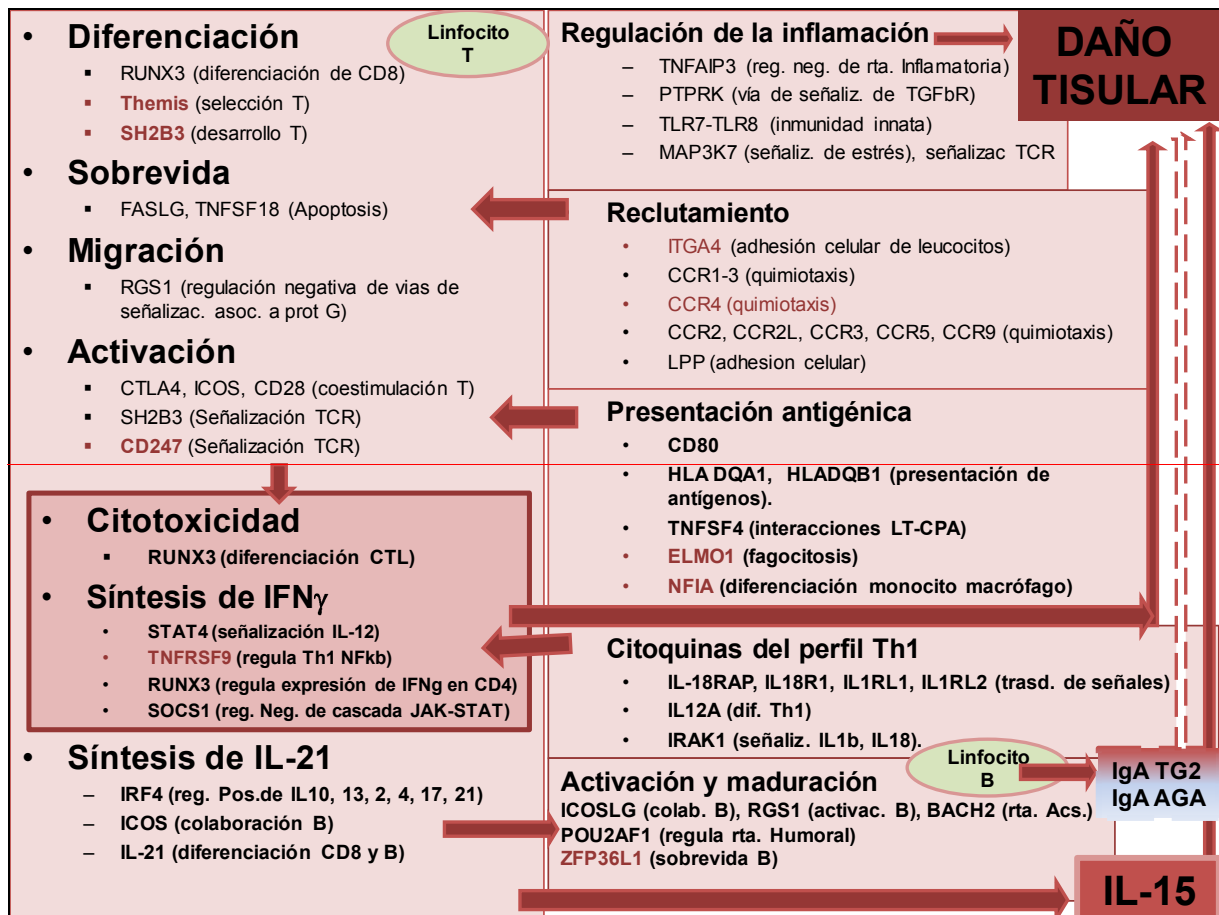 • Diferenciación
▪ RUNX3 (diferenciación de CD8)
▪ Themis (selección T)
▪ SH2B3 (desarrollo T)
• Sobrevida
▪ FASLG, TNFSF18 (Apoptosis)
• Migración
▪ RGS1 (regulación negativa de vias de
señalizac. asoc. a prot G)
• Activación
▪ CTLA4, ICOS, CD28 (coestimulación T)
▪ SH2B3 (Señalización TCR)
▪ CD247 (Señalización TCR)
• Citotoxicidad
▪ RUNX3 (diferenciación CTL)
• Síntesis de IFNγ
• STAT4 (señalización IL-12)
• TNFRSF9 (regula Th1 NFkb)
• RUNX3 (regula expresión de IFNg en CD4)
• SOCS1 (reg. Neg. de cascada JAK-STAT)
• Síntesis de IL-21
– IRF4 (reg. Pos.de IL10, 13, 2, 4, 17, 21)
– ICOS (colaboración B)
– IL-21 (diferenciación CD8 y B)
Linfocito
T
Regulación de la inflamación
– TNFAIP3 (reg. neg. de rta. Inflamatoria)
– PTPRK (vía de señaliz. de TGFbR)
– TLR7-TLR8 (inmunidad innata)
– MAP3K7 (señaliz. de estrés), señalizac TCR
DAÑO
TISULAR
Reclutamiento
• ITGA4 (adhesión celular de leucocitos)
• CCR1-3 (quimiotaxis)
• CCR4 (quimiotaxis)
• CCR2, CCR2L, CCR3, CCR5, CCR9 (quimiotaxis)
• LPP (adhesion celular)
Presentación antigénica
• CD80
• HLA DQA1, HLADQB1 (presentación de
antígenos).
• TNFSF4 (interacciones LT-CPA)
• ELMO1 (fagocitosis)
• NFIA (diferenciación monocito macrófago)
Citoquinas del perfil Th1
• IL-18RAP, IL18R1, IL1RL1, IL1RL2 (trasd. de señales)
• IL12A (dif. Th1)
• IRAK1 (señaliz. IL1b, IL18).
Linfocito
B
Activación y maduración
ICOSLG (colab. B), RGS1 (activac. B), BACH2 (rta. Acs.)
POU2AF1 (regula rta. Humoral)
ZFP36L1 (sobrevida B)
IgA TG2
IgA AGA
IL-15